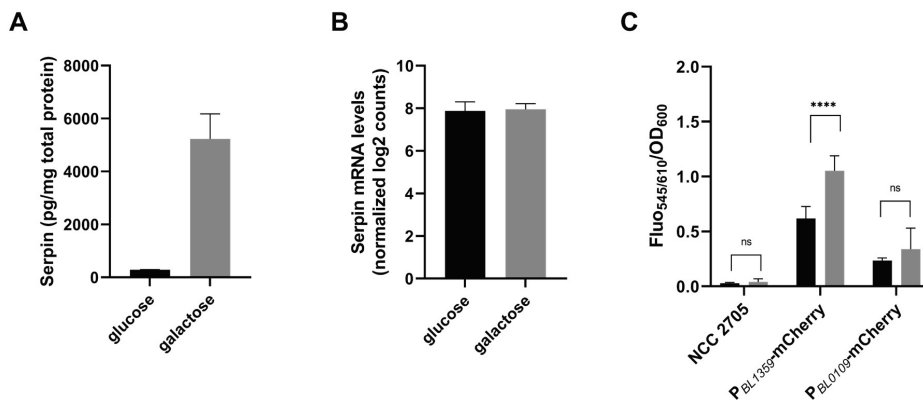 A
Serpin (pg/mg total protein)
8000
6000
4000
2000
0
glucose
galactose
B
Serpin mRNA levels
(normalized log2 counts)
10
8
6
4
2
0
glucose
galactose
C
Fluo545/610/OD600
2.0
1.5
1.0
0.5
0.0
ns
****
ns
NCC 2705
PBL1359-mCherry
PBL0109-mCherry